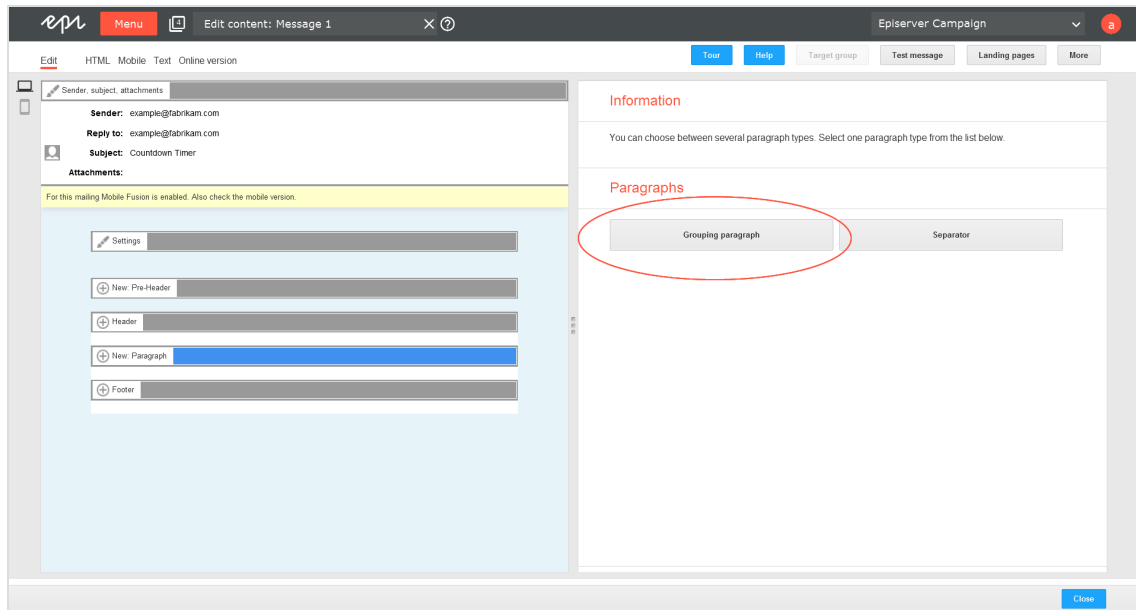 epi Menu 4 Edit content: Message 1 Episerver Campaign a
Edit HTML Mobile Text Online version Tour Help Target group Test message Landing pages More
Sender, subject, attachments
Sender: example@fabrikam.com
Reply to: example@fabrikam.com
Subject: Countdown Timer
Attachments:
For this mailing Mobile Fusion is enabled. Also check the mobile version.
Settings
New: Pre-Header
Header
New: Paragraph
Footer
Information
You can choose between several paragraph types. Select one paragraph type from the list below.
Paragraphs
Grouping paragraph Separator
Close